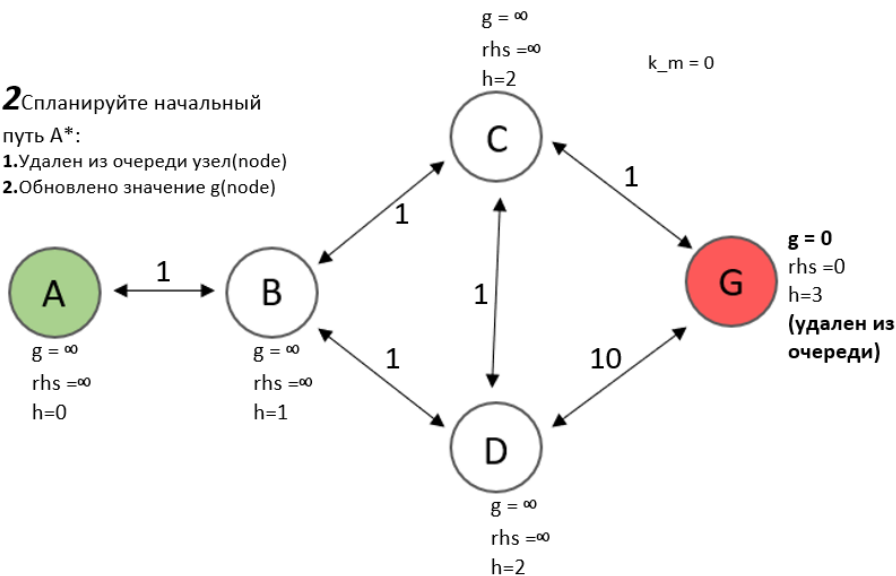 g = ∞
rhs =∞
h=2
k_m = 0
2Спланируйте начальный
путь A*:
1.Удален из очереди узел(node)
2.Обновлено значение g(node)
C
1
1
g = 0
rhs =0
h=3
(удален из
очереди)
A
1
B
1
G
g = ∞
rhs =∞
h=0
g = ∞
rhs =∞
h=1
1
10
D
g = ∞
rhs =∞
h=2